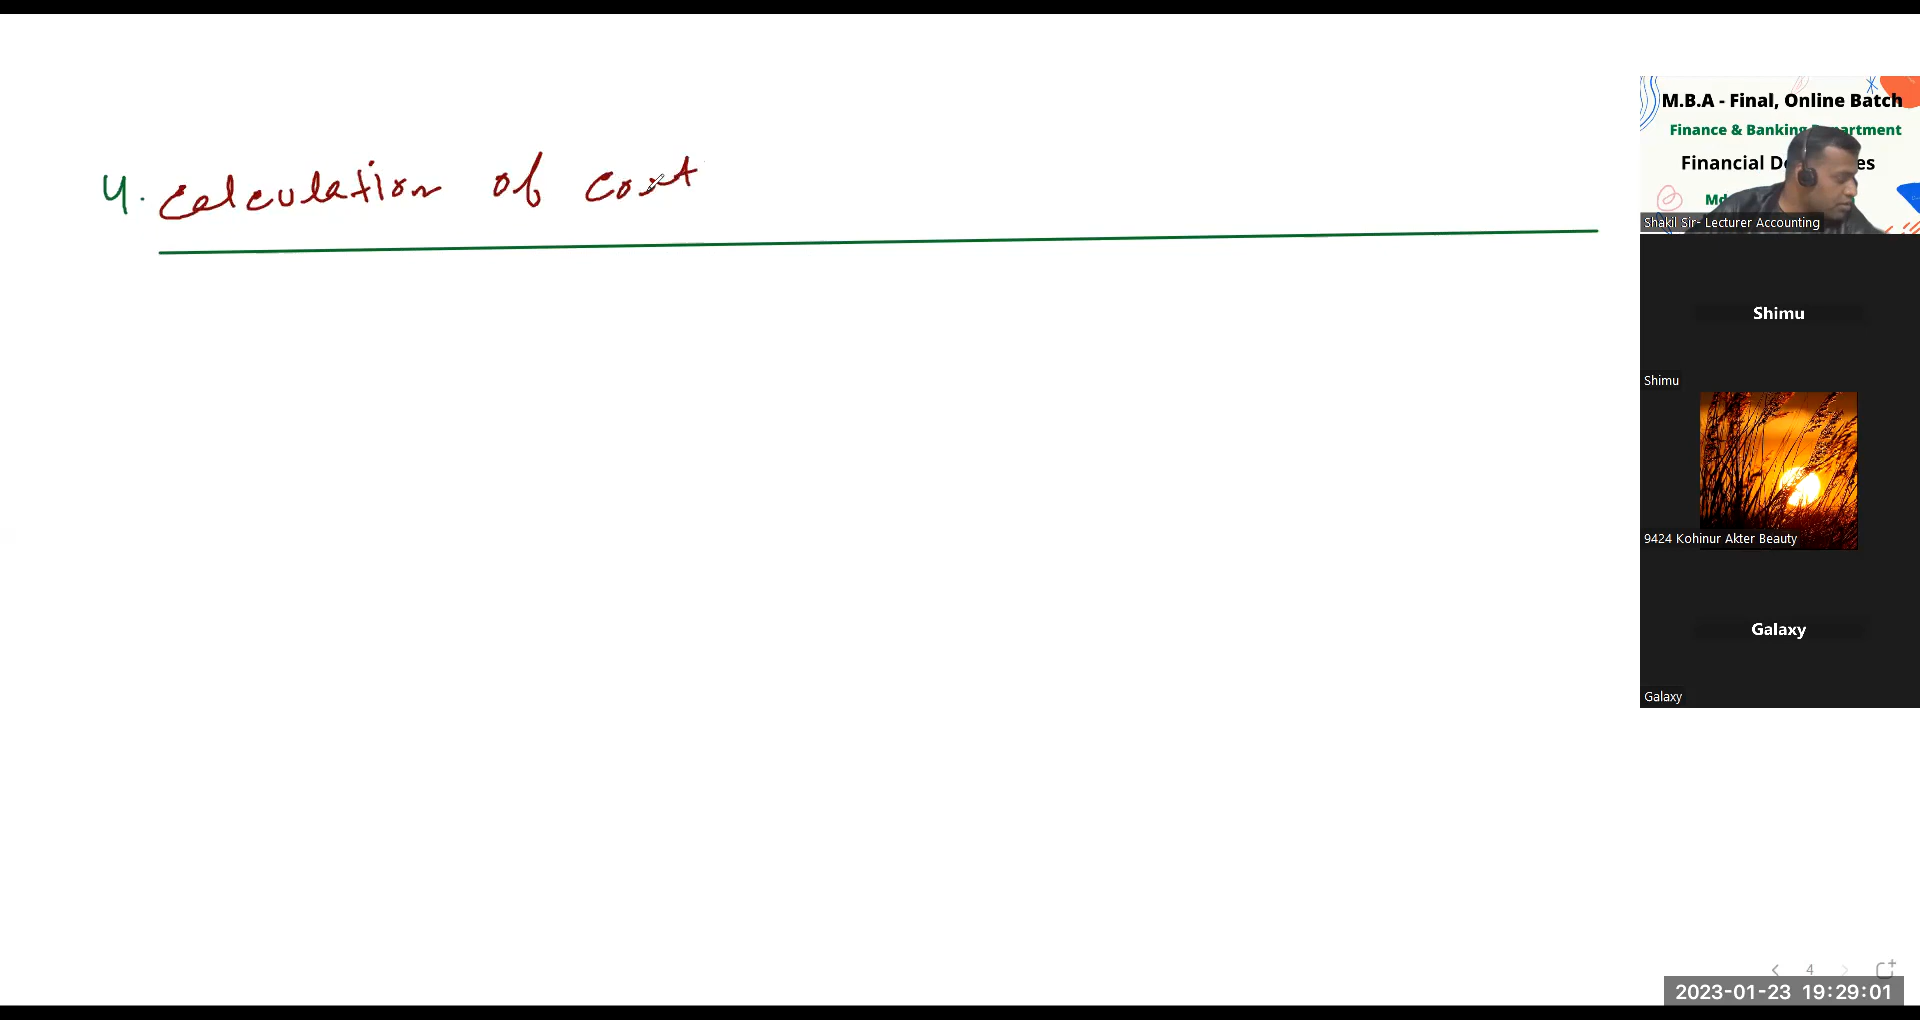 4. Calculation of cost
M.B.A - Final, Online Batch
Finance & Banking
Financial
Shakil Sir- Lecturer Accounting
Shimu
Shimu
9424 Kohinur Akter Beauty
Galaxy
Galaxy
4
2023-01-23 19:29:01